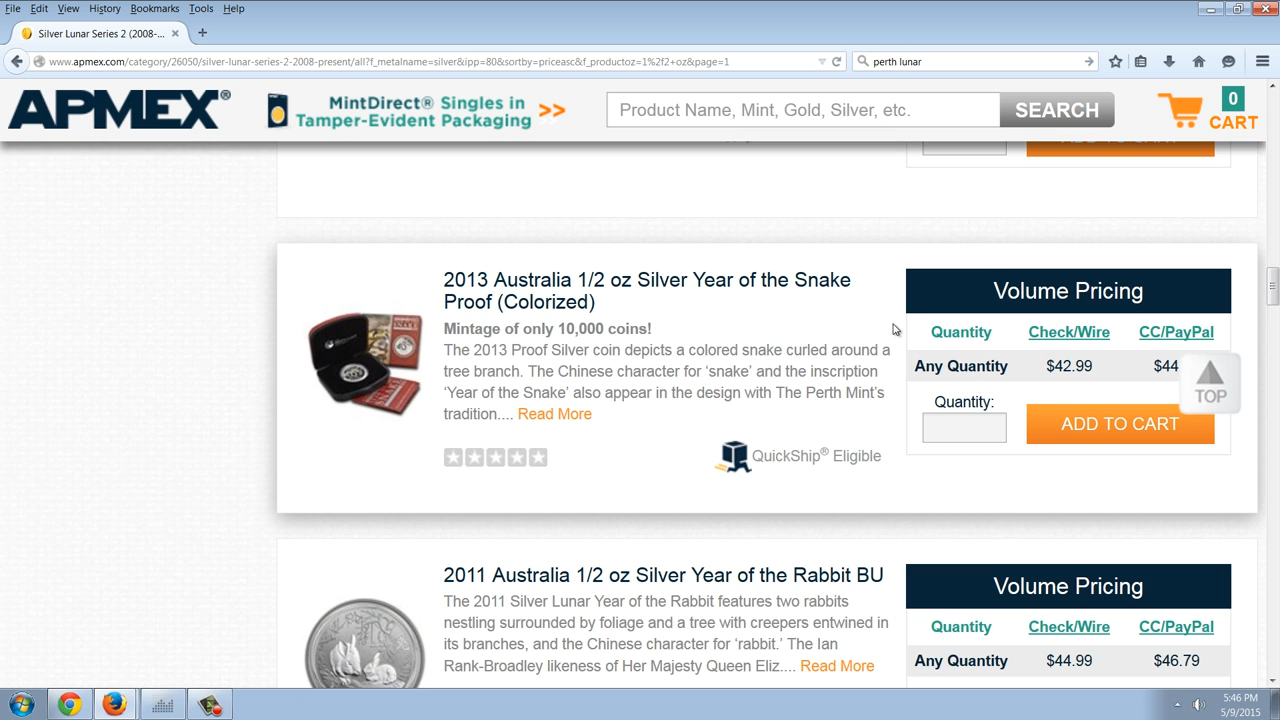 File Edit View History Bookmarks Tools Help
Silver Lunar Series 2 (2008-...
www.apmex.com/category/26050/silver-lunar-series-2-2008-present/all?f_metalname=silver&ipp=80&sortby=priceasc&f_productoz=1%2f2+oz&page=1
perth lunar
APMEX®
MintDirect® Singles in
Tamper-Evident Packaging >>
Product Name, Mint, Gold, Silver, etc.
SEARCH
0
CART
ADD TO CART
2013 Australia 1/2 oz Silver Year of the Snake
Proof (Colorized)
Mintage of only 10,000 coins!
The 2013 Proof Silver coin depicts a colored snake curled around a
tree branch. The Chinese character for ‘snake’ and the inscription
‘Year of the Snake’ also appear in the design with The Perth Mint’s
tradition.... Read More
QuickShip® Eligible
Volume Pricing
Quantity Check/Wire CC/PayPal
Any Quantity $42.99 $44
Quantity:
ADD TO CART
TOP
2011 Australia 1/2 oz Silver Year of the Rabbit BU
The 2011 Silver Lunar Year of the Rabbit features two rabbits
nestling surrounded by foliage and a tree with creepers entwined in
its branches, and the Chinese character for ‘rabbit.’ The Ian
Rank-Broadley likeness of Her Majesty Queen Eliz.... Read More
Volume Pricing
Quantity Check/Wire CC/PayPal
Any Quantity $44.99 $46.79
5:46 PM
5/9/2015